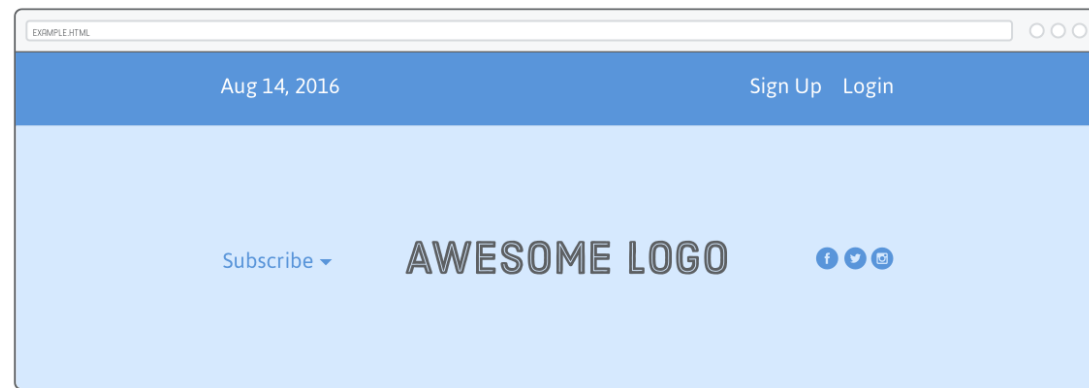 EXAMPLE.HTML
Aug 14, 2016 Sign Up Login
Subscribe AWESOME LOGO